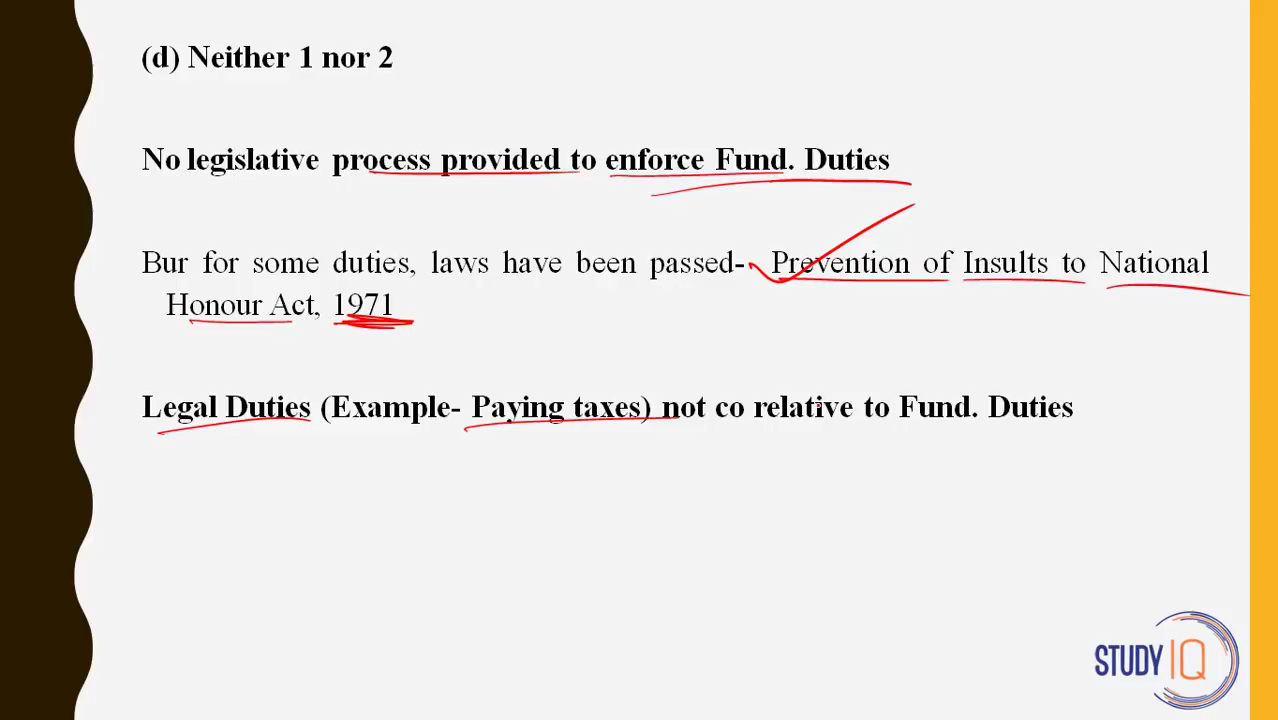 (d) Neither 1 nor 2
No legislative process provided to enforce Fund. Duties
Bur for some duties, laws have been passed- Prevention of Insults to National
Honour Act, 1971
Legal Duties (Example- Paying taxes) not co relative to Fund. Duties
STUDY IQ